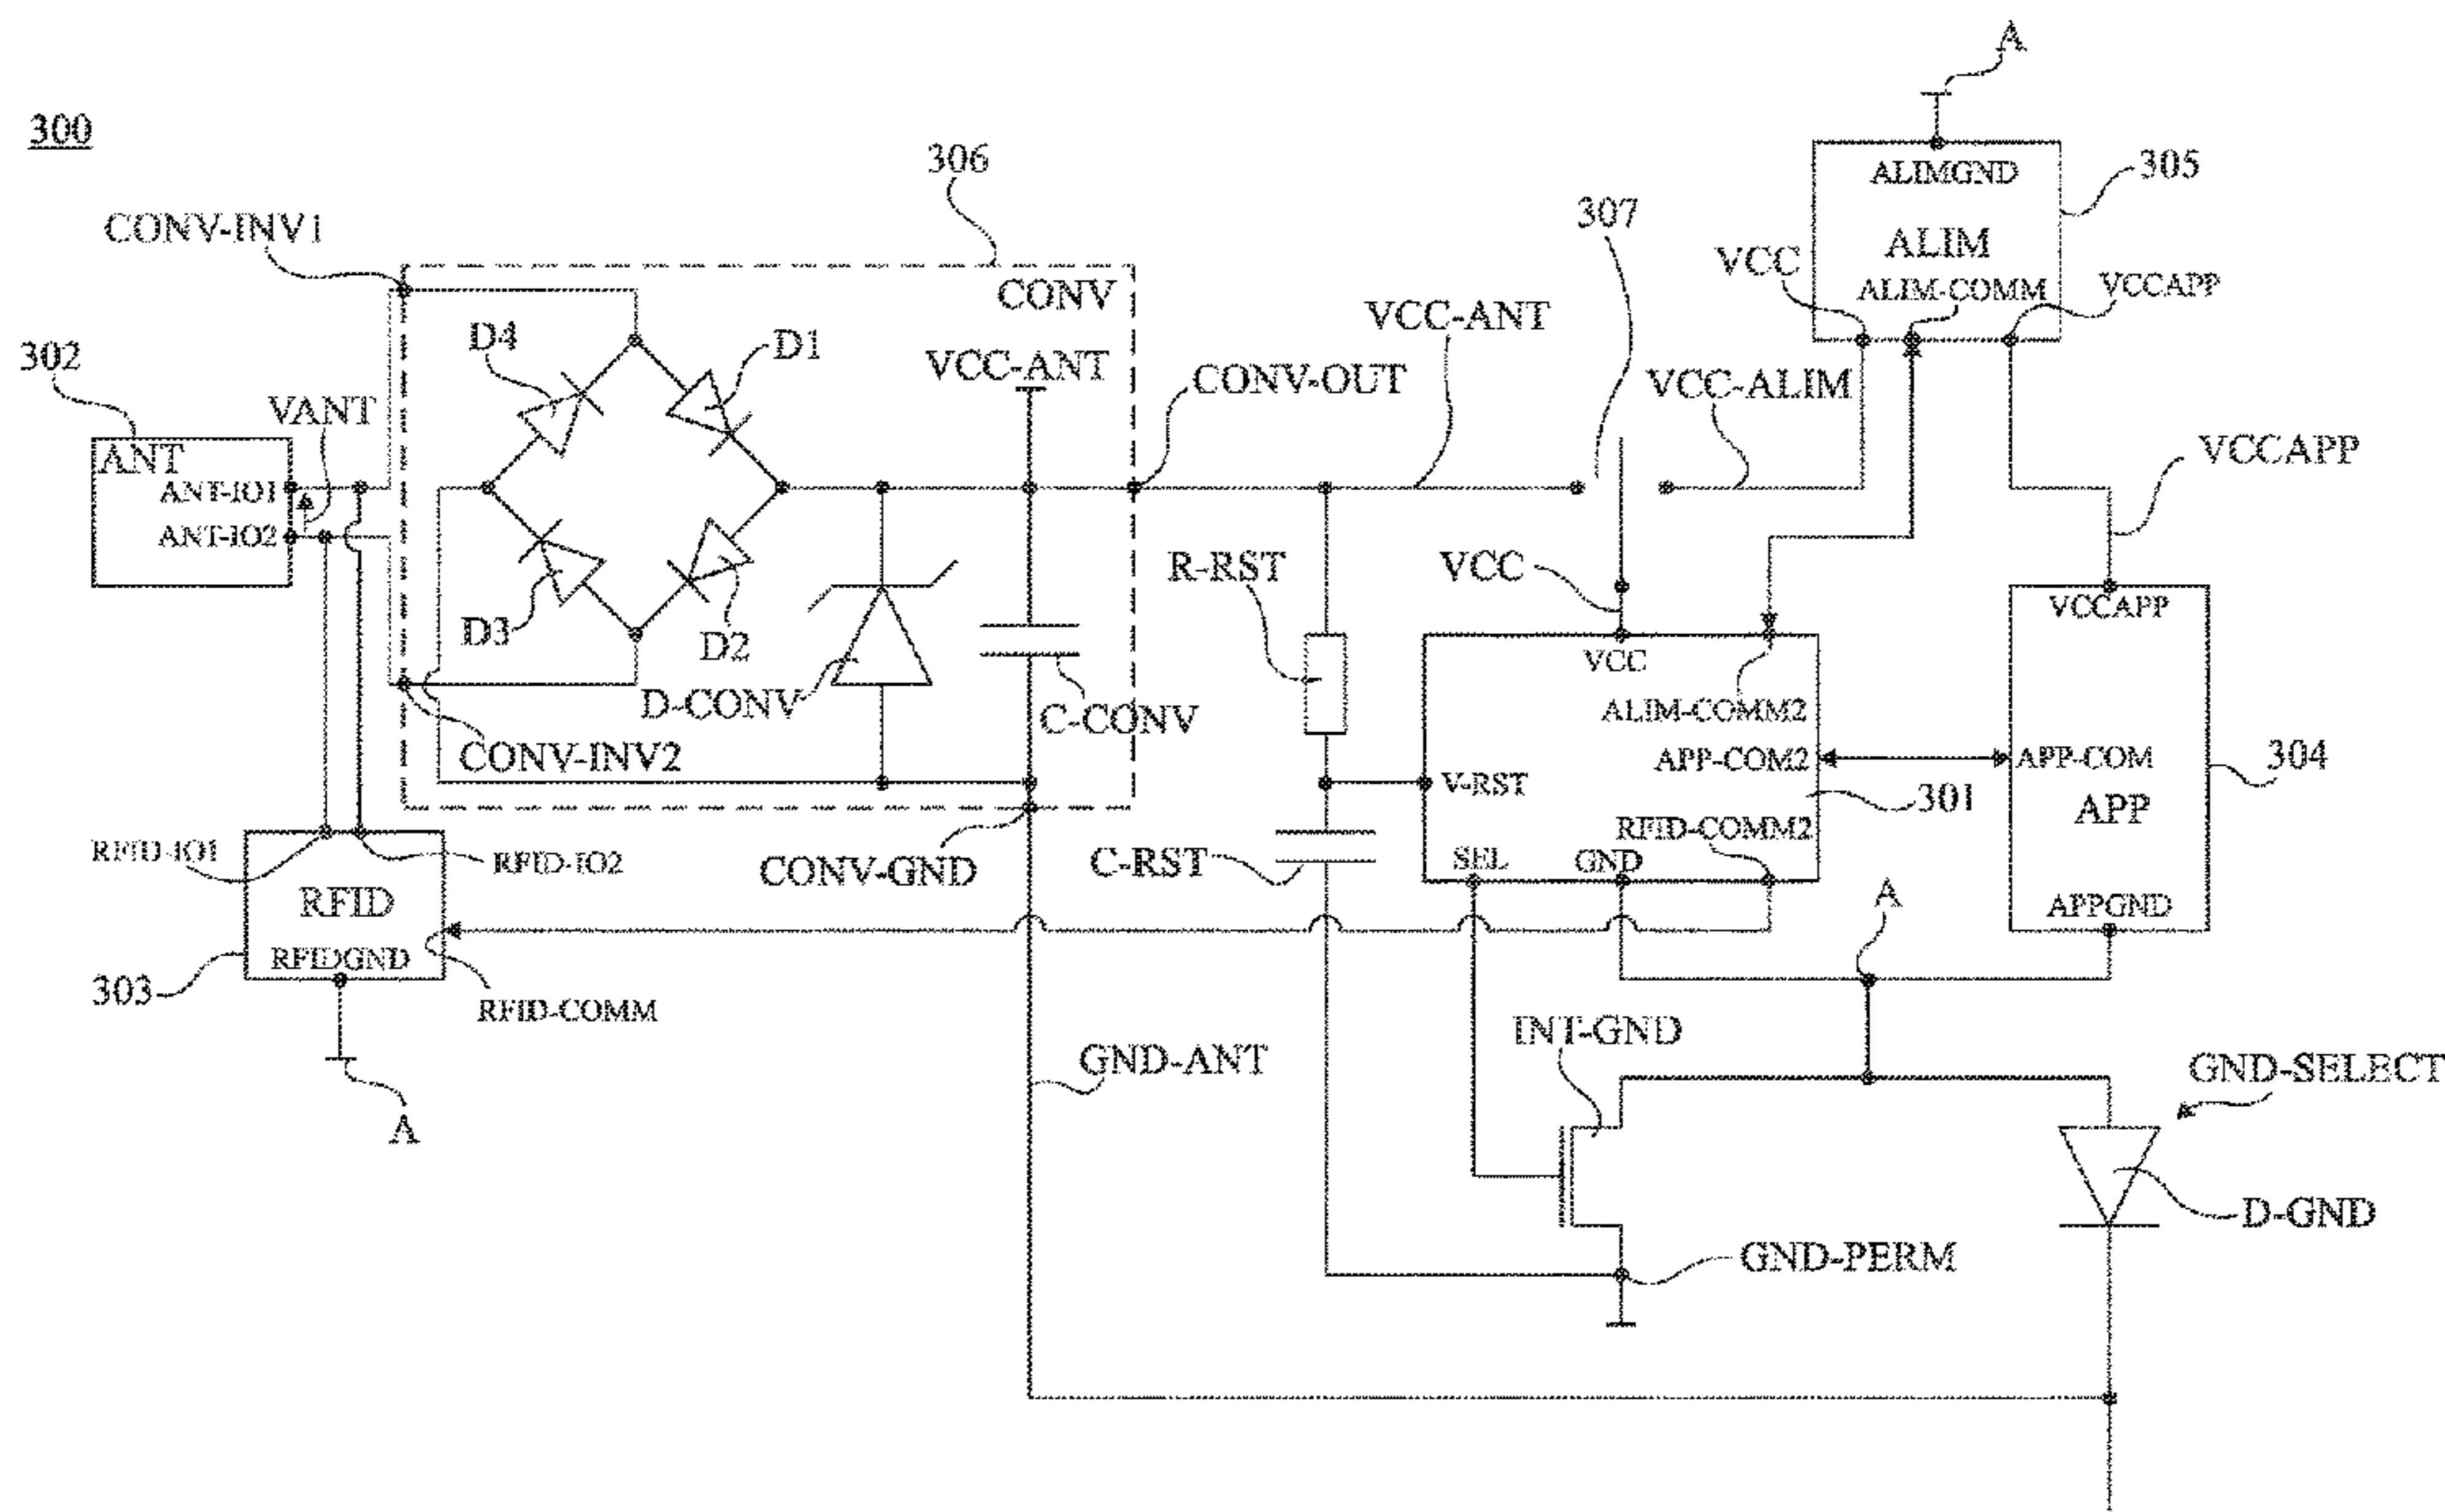 A
300
306
305
ALIMGND
CONV-INV1
307
ALIM
VCC
CONV
ALIM-COMM
VCCAPP
D4
D1
VCC-ANT
302
VCC-ANT
CONV-OUT
VCC-ALIM
VANT
ANT
VCCAPP
ANT-IO1
ANT-IO2
R-RST
VCC
VCCAPP
D3
D2
VCC
D-CONV
C-CONV
ALIM-COMM2
CONV-INV2
APP-COM2
APP-COM
304
V-RST
301
APP
RFID-IO1
RFID-IO2
CONV-GND
C-RST
RFID-COMM2
SEL
GND
A
RFID
APPGND
RFIDGND
303
RFID-COMM
INT-GND
GND-ANT
GND-SELECT
A
D-GND
GND-PERM